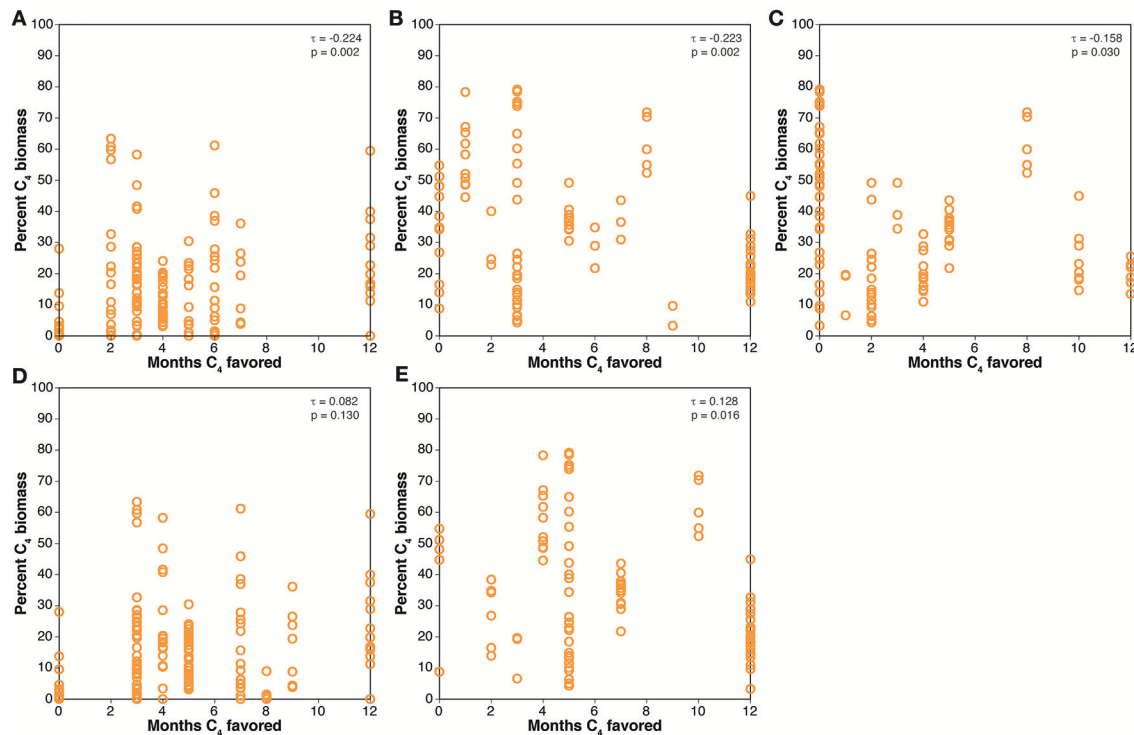 A
τ = -0.224
p = 0.002
100
90
80
70
60
50
40
30
20
10
0
Percent C₄ biomass
0 2 4 6 8 10 12
Months C₄ favored
B
τ = -0.223
p = 0.002
100
90
80
70
60
50
40
30
20
10
0
Percent C₄ biomass
0 2 4 6 8 10 12
Months C₄ favored
C
τ = -0.158
p = 0.030
100
90
80
70
60
50
40
30
20
10
0
Percent C₄ biomass
0 2 4 6 8 10 12
Months C₄ favored
D
τ = 0.082
p = 0.130
100
90
80
70
60
50
40
30
20
10
0
Percent C₄ biomass
0 2 4 6 8 10 12
Months C₄ favored
E
τ = 0.128
p = 0.016
100
90
80
70
60
50
40
30
20
10
0
Percent C₄ biomass
0 2 4 6 8 10 12
Months C₄ favored